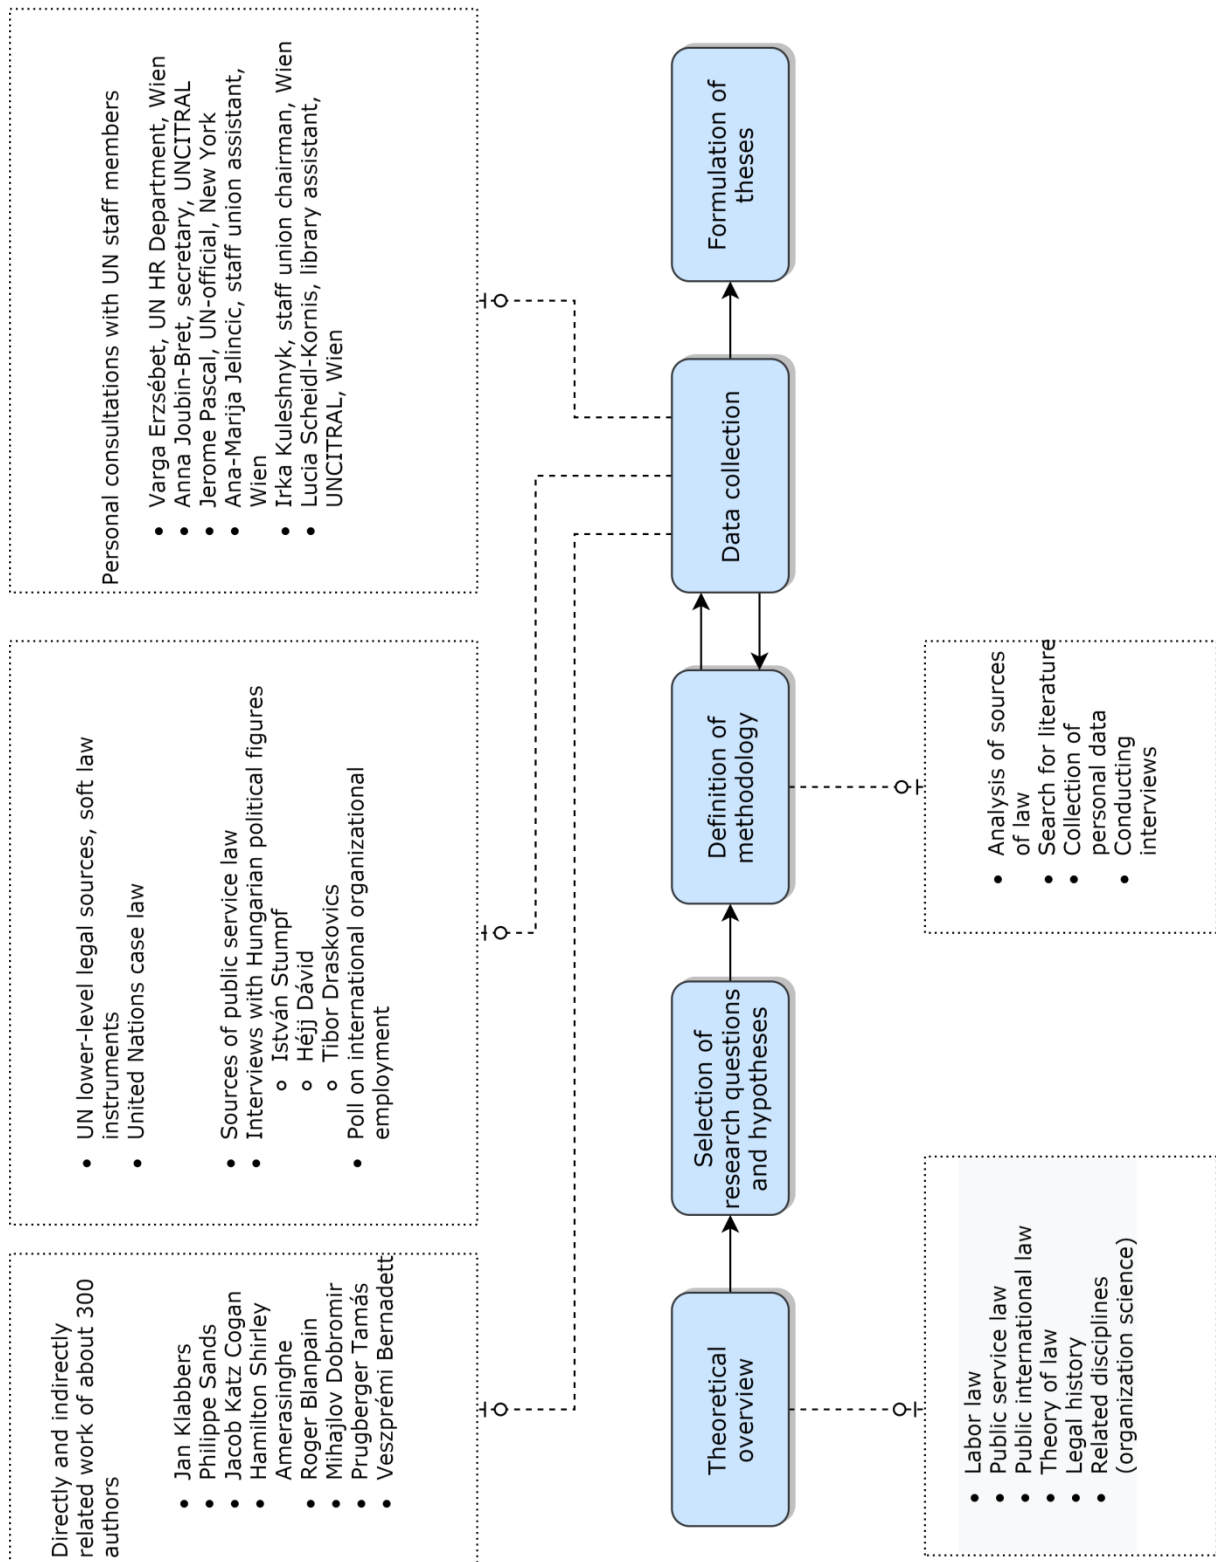 Directly and indirectly
related work of about 300
authors
• Jan Klabbers
• Philippe Sands
• Jacob Katz Cogan
• Hamilton Shirley
Amerasinghe
• Roger Blanpain
• Mihajlov Dobromir
• Prugberger Tamás
• Veszprémi Bernadett
• UN lower-level legal sources, soft law
instruments
• United Nations case law
• Sources of public service law
• Interviews with Hungarian political figures
○ István Stumpf
○ Héjj Dávid
○ Tibor Draskovics
• Poll on international organizational
employment
Personal consultations with UN staff members
• Varga Erzsébet, UN HR Department, Wien
• Anna Joubin-Bret, secretary, UNCITRAL
• Jerome Pascal, UN-official, New York
• Ana-Marija Jelincic, staff union assistant,
Wien
• Irka Kuleshnyk, staff union chairman, Wien
• Lucia Scheidl-Kornis, library assistant,
UNCITRAL, Wien
Theoretical
overview
Selection of
research questions
and hypotheses
Definition of
methodology
Data collection
Formulation of
theses
• Labor law
• Public service law
• Public international law
• Theory of law
• Legal history
• Related disciplines
(organization science)
• Analysis of sources
of law
• Search for literature
• Collection of
personal data
• Conducting
interviews